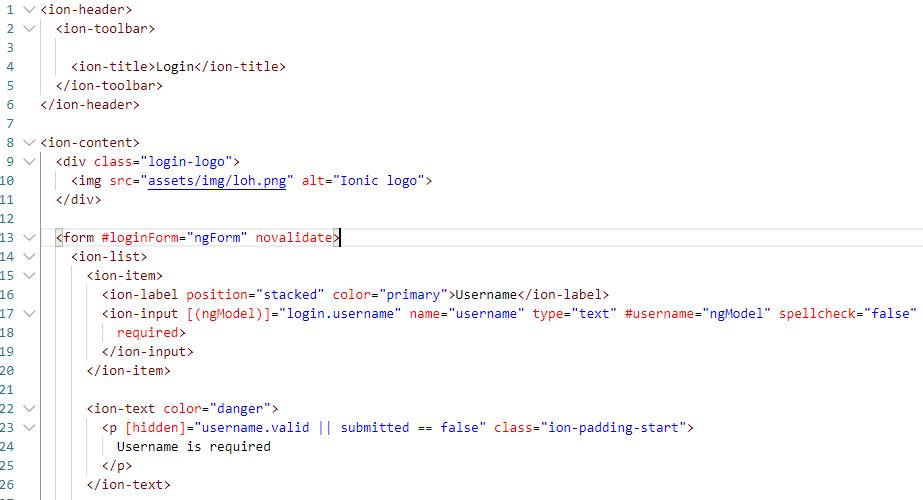 1 <ion-header>
2   <ion-toolbar>
3
4     <ion-title>Login</ion-title>
5   </ion-toolbar>
6 </ion-header>
7
8 <ion-content>
9   <div class="login-logo">
10     <img src="assets/img/loh.png" alt="Ionic logo">
11   </div>
12
13   <form #loginForm="ngForm" novalidate>
14     <ion-list>
15       <ion-item>
16         <ion-label position="stacked" color="primary">Username</ion-label>
17         <ion-input [(ngModel)]="login.username" name="username" type="text" #username="ngModel" spellcheck="false"
18           required>
19         </ion-input>
20       </ion-item>
21
22       <ion-text color="danger">
23         <p [hidden]="username.valid || submitted == false" class="ion-padding-start">
24           Username is required
25         </p>
26       </ion-text>